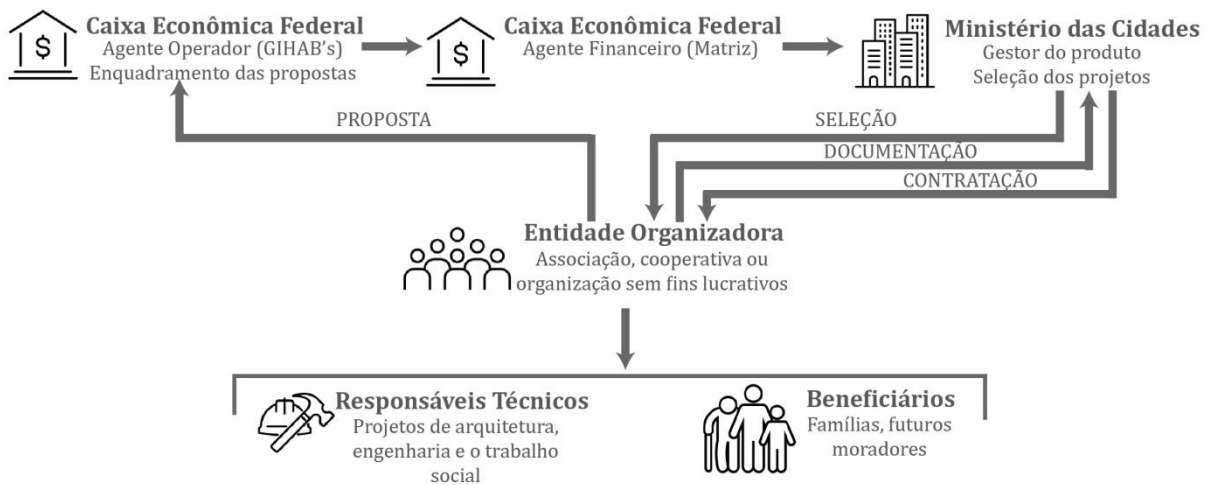 Caixa Econômica Federal
Agente Operador (GIHAB's)
Enquadramento das propostas
Caixa Econômica Federal
Agente Financeiro (Matriz)
Ministério das Cidades
Gestor do produto
Seleção dos projetos
PROPOSTA
SELEÇÃO
DOCUMENTAÇÃO
CONTRATAÇÃO
Entidade Organizadora
Associação, cooperativa ou
organização sem fins lucrativos
Responsáveis Técnicos
Projetos de arquitetura,
engenharia e o trabalho
social
Beneficiários
Famílias, futuros
moradores